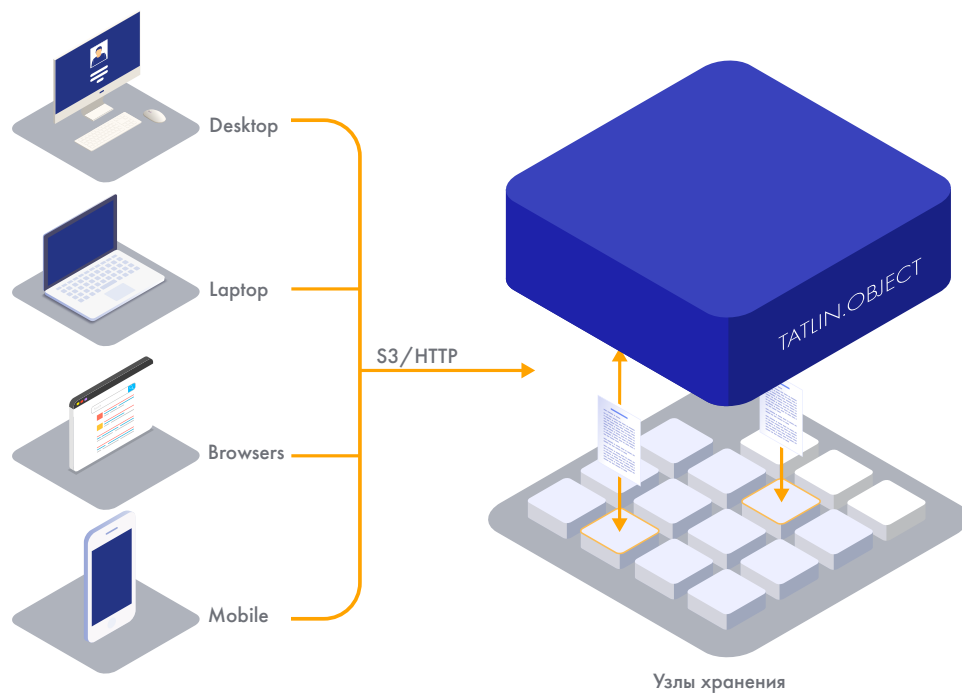 Desktop
Laptop
S3/HTTP
Browsers
Mobile
TATLIN.OBJECT
Узлы хранения